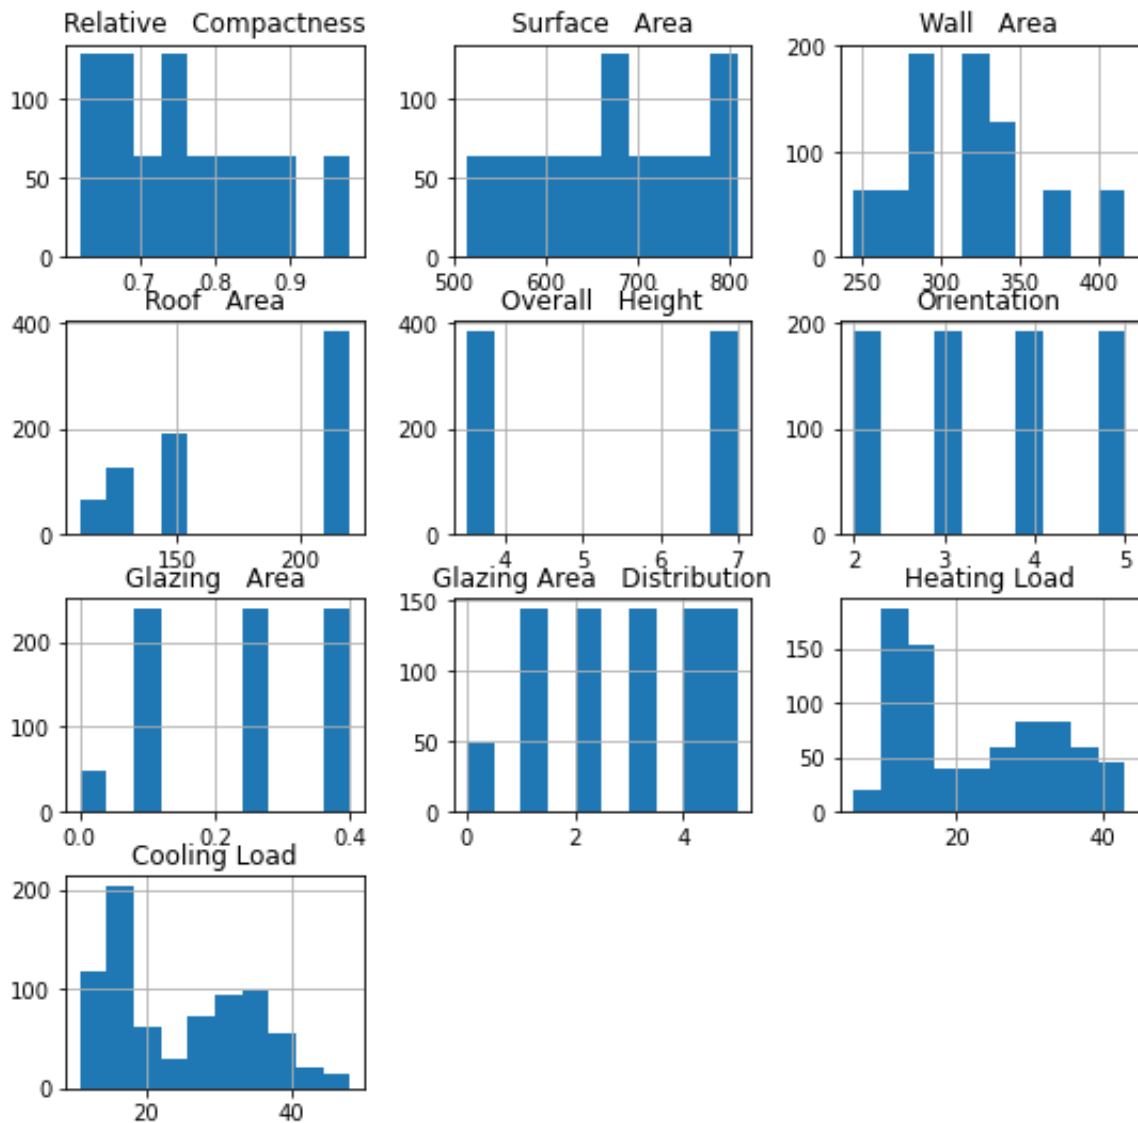 Relative Compactness
100
50
0
0.7 0.8 0.9
Surface Area
100
50
0
500 600 700 800
Wall Area
200
100
0
250 300 350 400
Roof Area
400
200
0
150 200
Overall Height
400
200
0
4 5 6 7
Orientation
200
100
0
2 3 4 5
Glazing Area
200
100
0
0.0 0.2 0.4
Glazing Area Distribution
150
100
50
0
0 2 4
Heating Load
150
100
50
0
20 40
Cooling Load
200
100
0
20 40